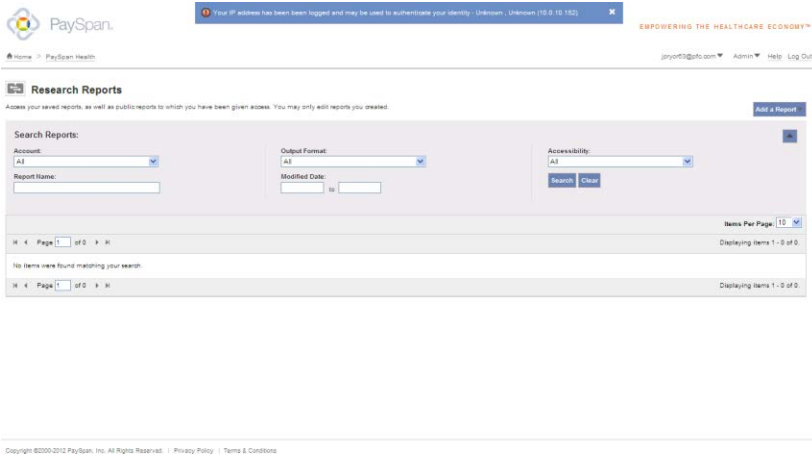 PaySpan.
Your IP address has been been logged and may be used to authenticate your identity - Unknown , Unknown (10.0.10.192)
EMPOWERING THE HEALTHCARE ECONOMY™
Home > PaySpan Health
Admin Help Log Out
Research Reports
Access your saved reports, as well as public reports to which you have been given access. You may only edit reports you created.
Add a Report
Search Reports:
Account: Output Format: Accessibility:
All All All
Report Name: Modified Date:
to
Search Clear
Items Per Page: 10
Page 1 of 0 Displaying items 1 - 0 of 0.
No items were found matching your search.
Page 1 of 0 Displaying items 1 - 0 of 0.
Copyright ©2000-2012 PaySpan, Inc. All Rights Reserved. | Privacy Policy | Terms & Conditions